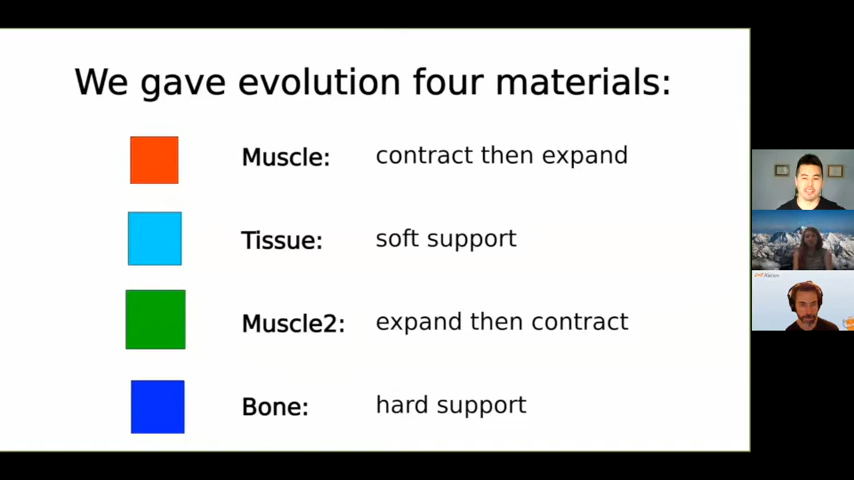 We gave evolution four materials:
Muscle: contract then expand
Tissue: soft support
Muscle2: expand then contract
Bone: hard support